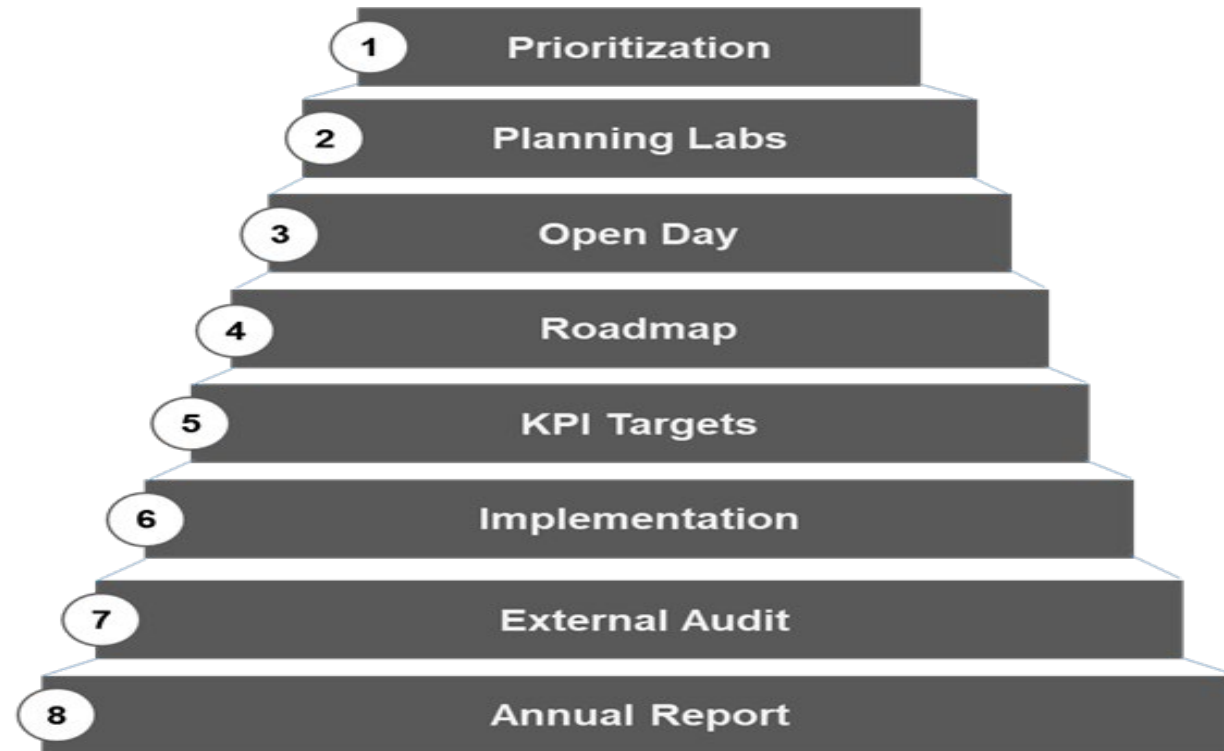 1 Prioritization
2 Planning Labs
3 Open Day
4 Roadmap
5 KPI Targets
6 Implementation
7 External Audit
8 Annual Report